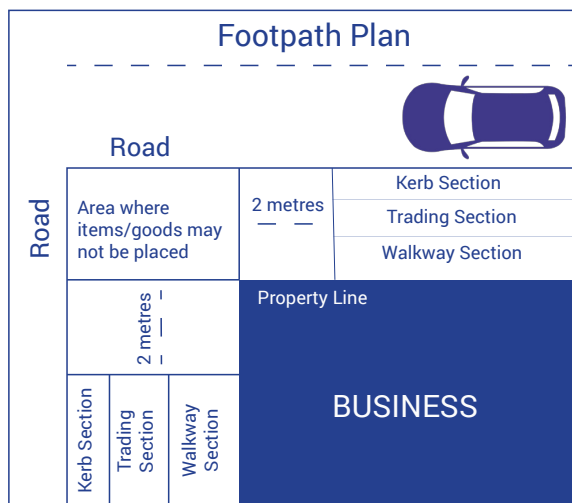 Footpath Plan
Road
Road
Area where
items/goods may
not be placed
2 metres
Kerb Section
Trading Section
Walkway Section
2 metres
Property Line
BUSINESS
Kerb Section
Trading
Section
Walkway
Section